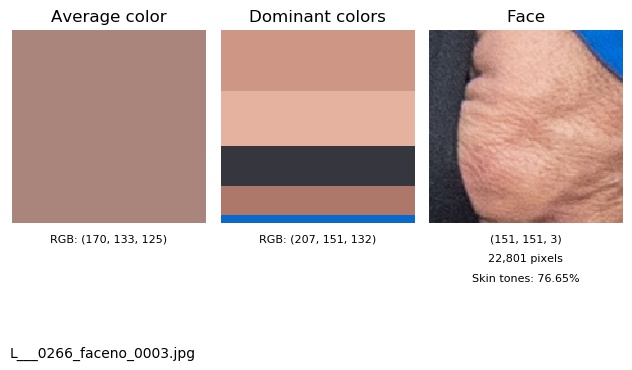 Average color
Dominant colors
Face
RGB: (170, 133, 125)
RGB: (207, 151, 132)
(151, 151, 3)
22,801 pixels
Skin tones: 76.65%
L___0266_faceno_0003.jpg